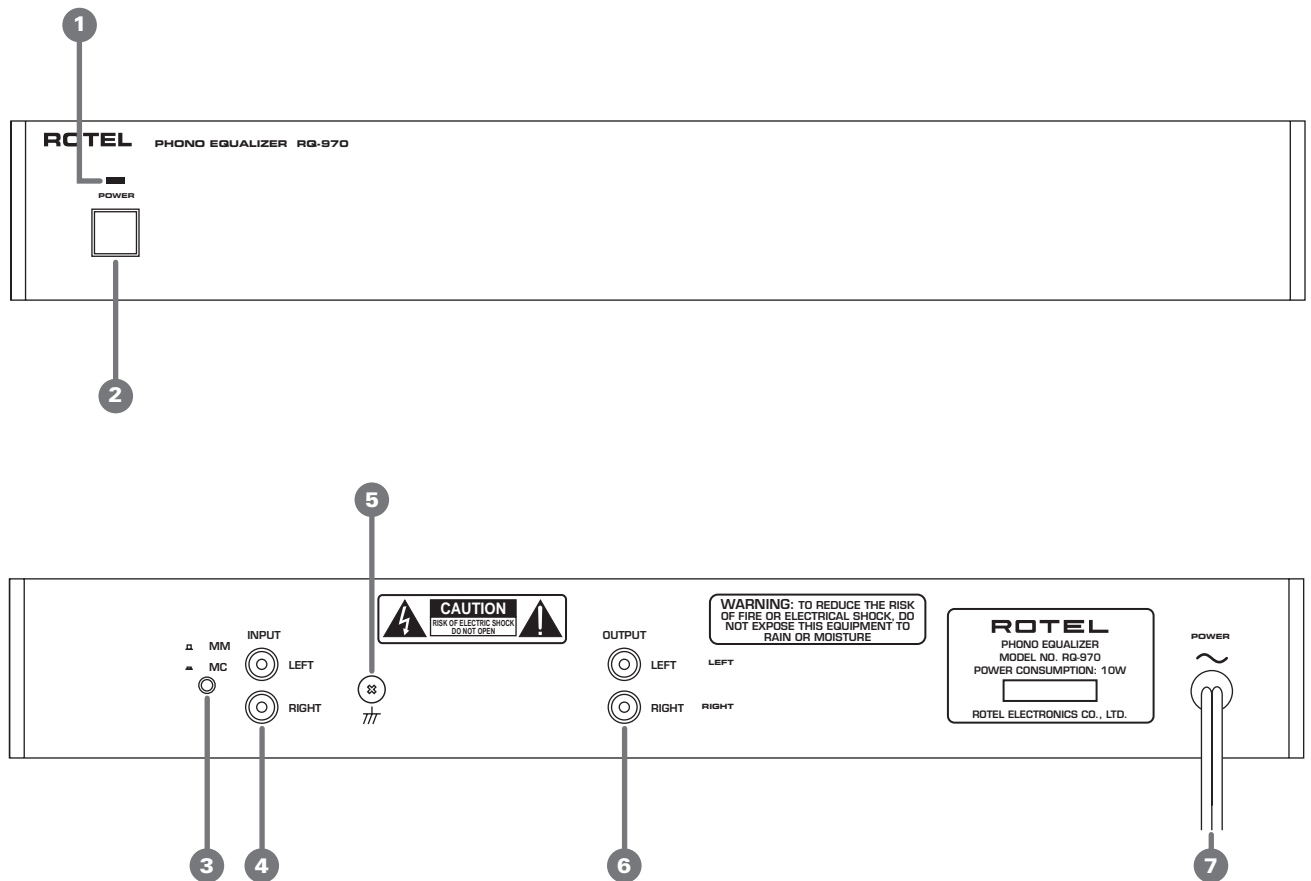 1
ROTEL PHONO EQUALIZER RQ-970
POWER
2
5
INPUT
MM
MC
LEFT
RIGHT
CAUTION
RISK OF ELECTRIC SHOCK
DO NOT OPEN
OUTPUT
LEFT LEFT
RIGHT RIGHT
WARNING: TO REDUCE THE RISK
OF FIRE OR ELECTRICAL SHOCK, DO
NOT EXPOSE THIS EQUIPMENT TO
RAIN OR MOISTURE
ROTEL
PHONO EQUALIZER
MODEL NO. RQ-970
POWER CONSUMPTION: 10W
ROTEL ELECTRONICS CO., LTD.
POWER
3
4
6
7